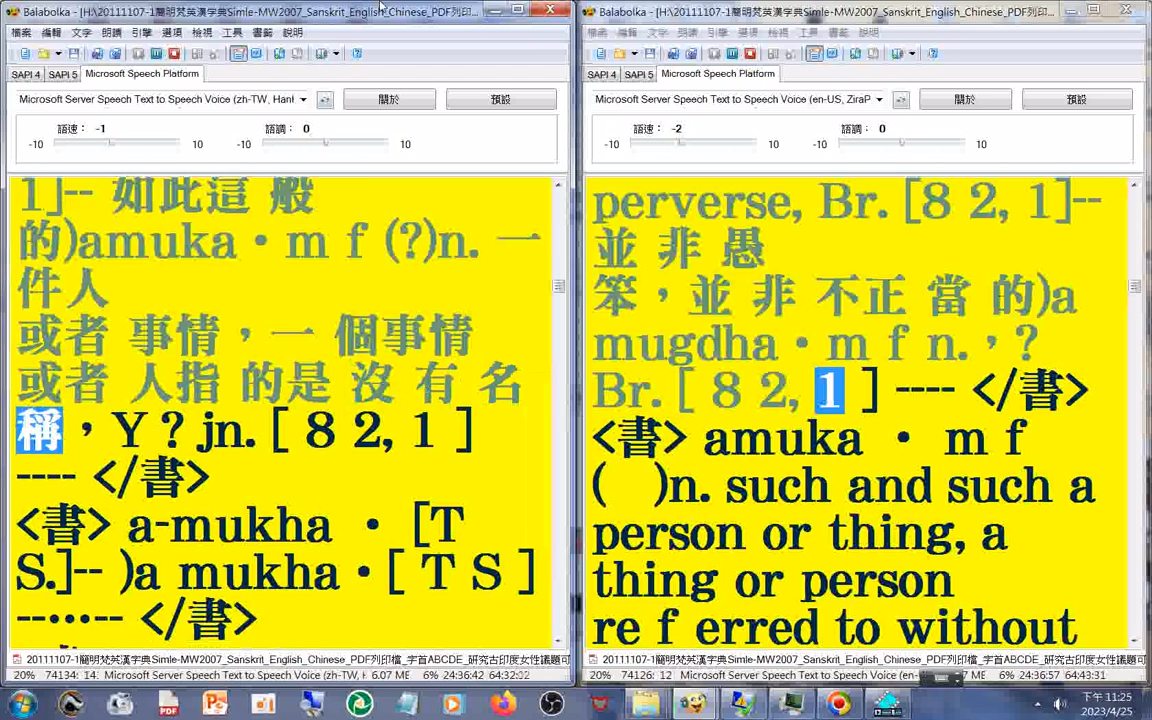 Balabolka - [H:\20111107-1簡明梵英漢字典Simle-MW2007_Sanskrit_English_Chinese_PDF列印...
檔案 編輯 文字 朗讀 引擎 選項 檢視 工具 書籤 說明
SAPI 4 SAPI 5 Microsoft Speech Platform
Microsoft Server Speech Text to Speech Voice (zh-TW, Hanl
關於 預設
語速： -1 語調： 0
-10 10 -10 10
1]-- 如此這 般
的)amuka・m f (?)n. 一
件人
或者 事情，一 個事情
或者 人指 的是 沒 有 名
稱，Y ? jn. [ 8 2, 1 ]
---- </書>
<書> a-mukha ・ [T
S.]-- )a mukha・[ T S ]
--…-- </書>
20111107-1簡明梵英漢字典Simle-MW2007_Sanskrit_English_Chinese_PDF列印檔_字首ABCDE_研究古印度女性議題可
20% 74134: 14: Microsoft Server Speech Text to Speech Voice (zh-TW, H 6.07 ME 6% 24:36:42 64:32:02
Balabolka - [H:\20111107-1簡明梵英漢字典Simle-MW2007_Sanskrit_English_Chinese_PDF列印...
檔案 編輯 文字 朗讀 引擎 選項 檢視 工具 書籤 說明
SAPI 4 SAPI 5 Microsoft Speech Platform
Microsoft Server Speech Text to Speech Voice (en-US, ZiraP
關於 預設
語速： -2 語調： 0
-10 10 -10 10
perverse, Br. [8 2, 1]--
並 非 愚
笨，並 非 不正 當 的)a
mugdha・m f n.，?
Br. [ 8 2, 1 ] ---- </書>
<書> amuka ・ m f
( )n. such and such a
person or thing, a
thing or person
re f erred to without
20111107-1簡明梵英漢字典Simle-MW2007_Sanskrit_English_Chinese_PDF列印檔_字首ABCDE_研究古印度女性議題可
20% 74126: 12 Microsoft Server Speech Text to Speech Voice 7 MB 6% 24:36:57 64:43:31
下午 11:25
2023/4/25